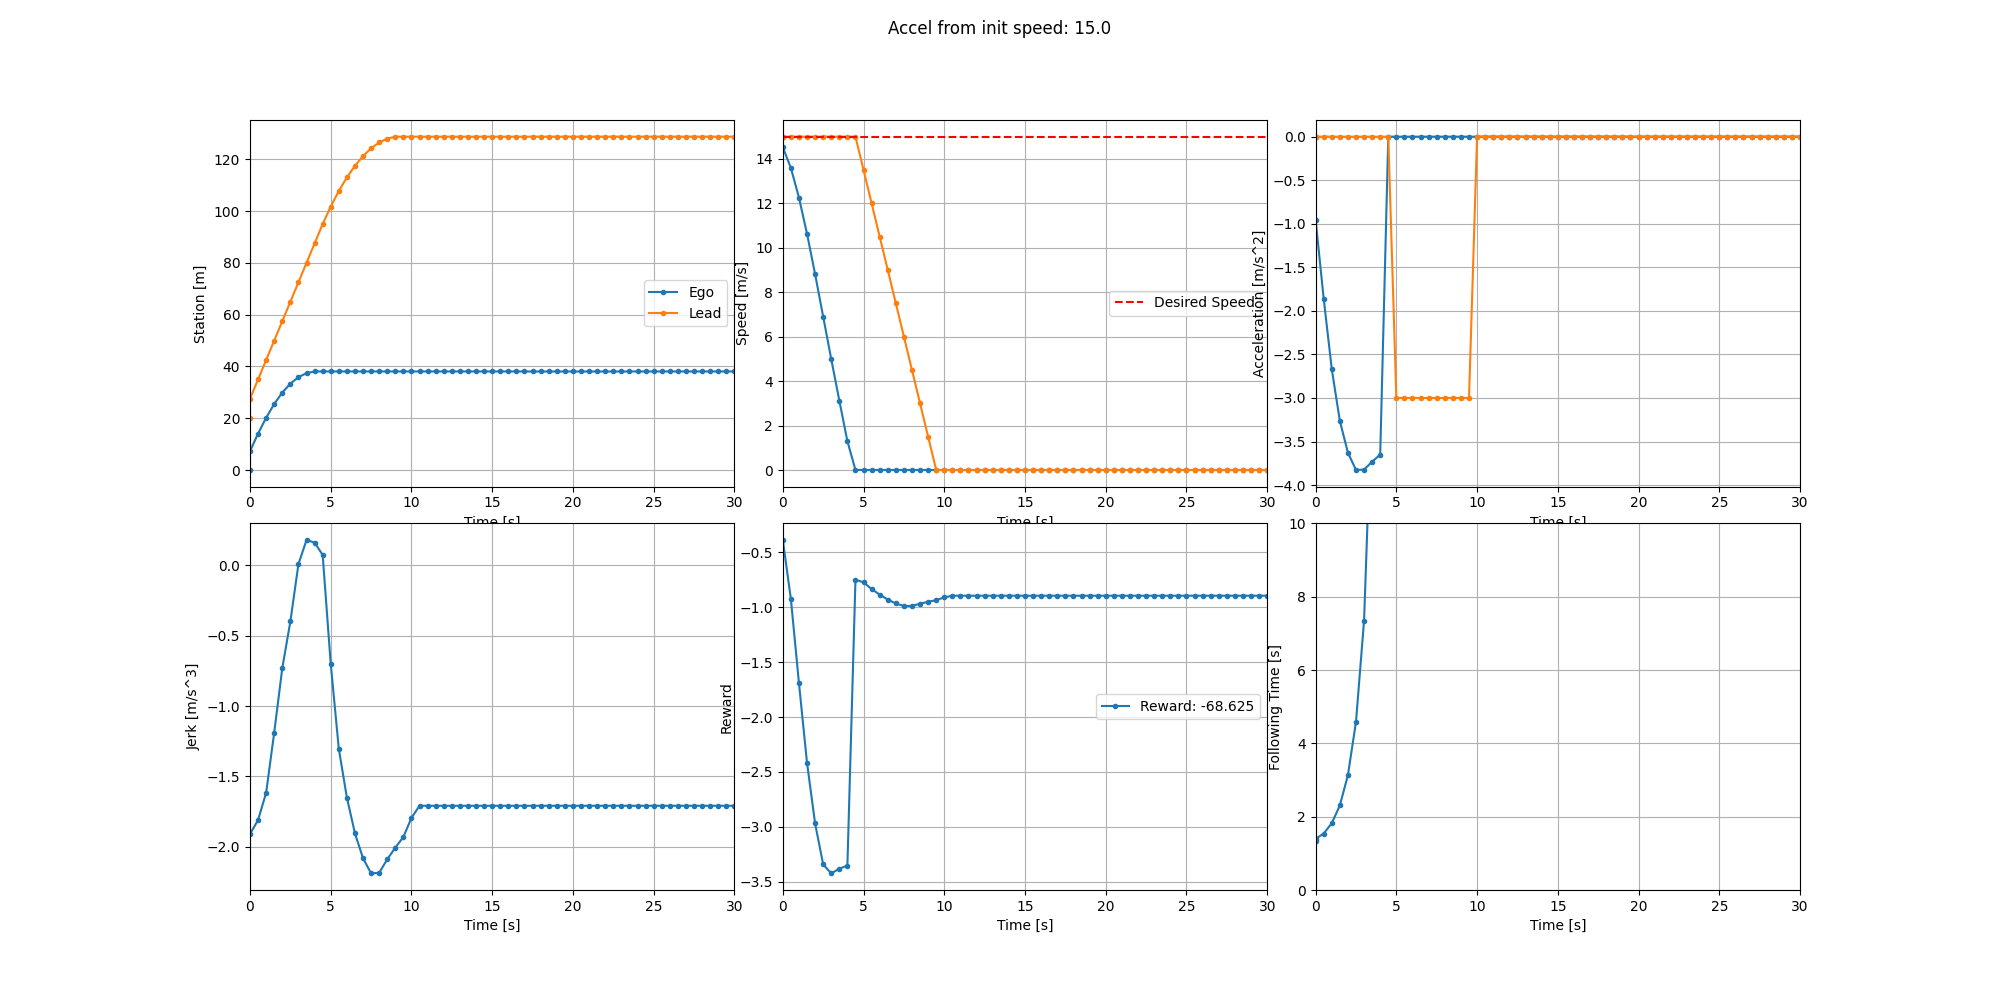 Accel from init speed: 15.0
Station [m]
120
100
80
60
40
20
0
Ego
Lead
0 5 10 15 20 25 30
Time [s]
Speed [m/s]
14
12
10
8
6
4
2
0
Desired Speed
0 5 10 15 20 25 30
Time [s]
Acceleration [m/s^2]
0.0
−0.5
−1.0
−1.5
−2.0
−2.5
−3.0
−3.5
−4.0
0 5 10 15 20 25 30
Time [s]
Jerk [m/s^3]
0.0
−0.5
−1.0
−1.5
−2.0
0 5 10 15 20 25 30
Time [s]
Reward
−0.5
−1.0
−1.5
−2.0
−2.5
−3.0
−3.5
Reward: -68.625
0 5 10 15 20 25 30
Time [s]
Following Time [s]
10
8
6
4
2
0
0 5 10 15 20 25 30
Time [s]